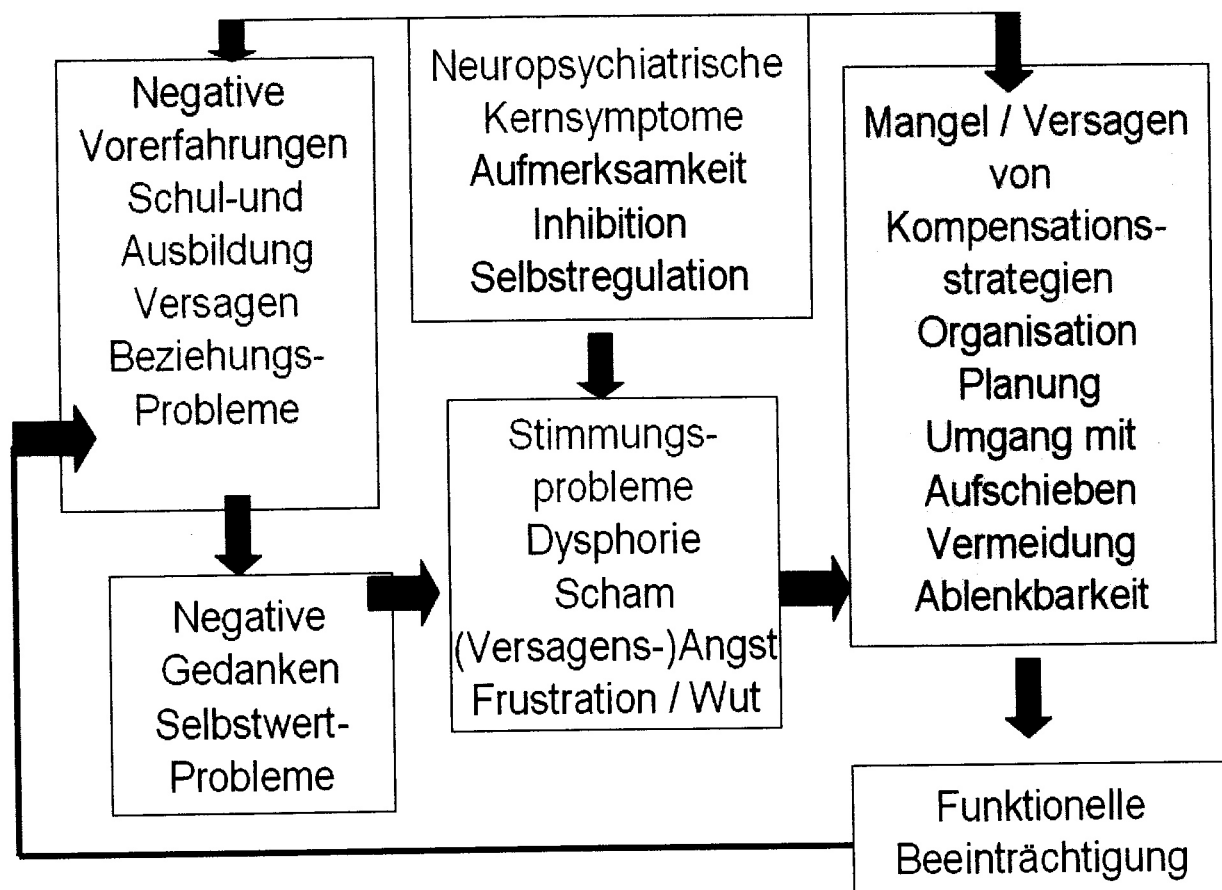 Negative
Vorerfahrungen
Schul-und
Ausbildung
Versagen
Beziehungs-
Probleme
Neuropsychiatrische
Kernsymptome
Aufmerksamkeit
Inhibition
Selbstregulation
Mangel / Versagen
von
Kompensations-
strategien
Organisation
Planung
Umgang mit
Aufschieben
Vermeidung
Ablenkbarkeit
Negative
Gedanken
Selbstwert-
Probleme
Stimmungs-
probleme
Dysphorie
Scham
(Versagens-)Angst
Frustration / Wut
Funktionelle
Beeinträchtigung